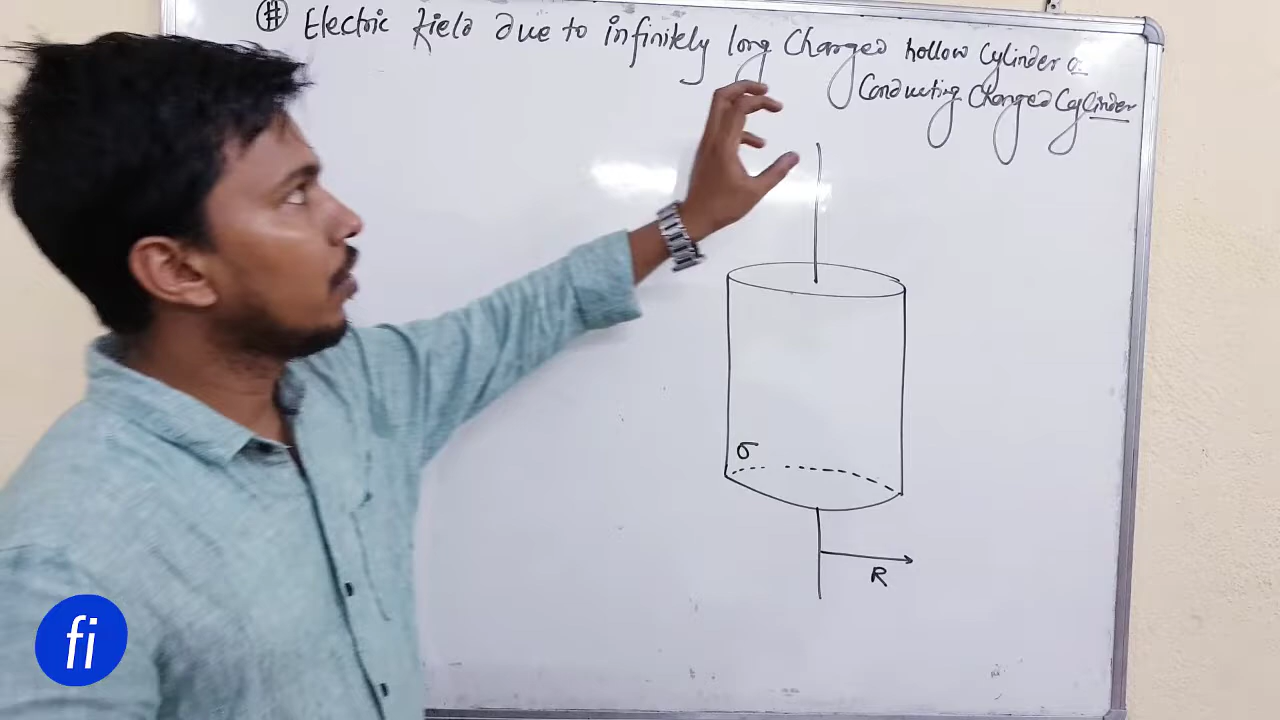 # Electric field due to infinitely long Charged hollow Cylinder or
Conducting Charged Cylinder
σ
R
fi